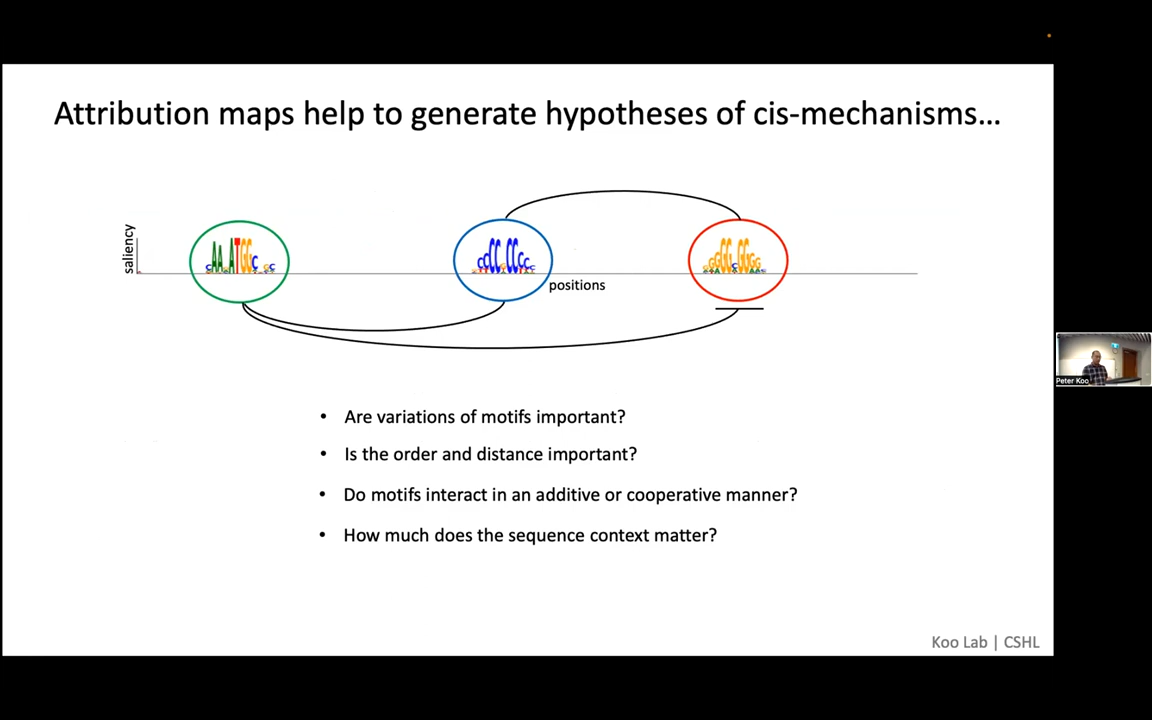 Attribution maps help to generate hypotheses of cis-mechanisms...
saliency
positions
• Are variations of motifs important?
• Is the order and distance important?
• Do motifs interact in an additive or cooperative manner?
• How much does the sequence context matter?
Koo Lab | CSHL
Peter Koo